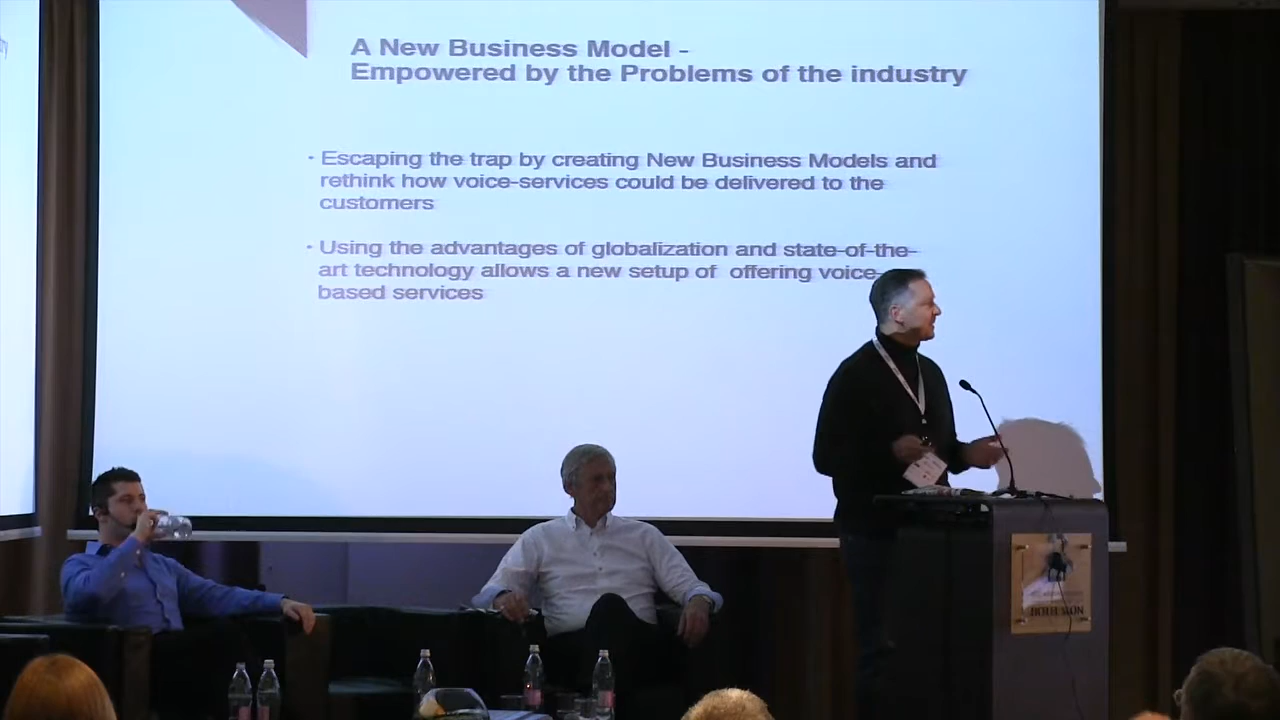 A New Business Model -
Empowered by the Problems of the industry
• Escaping the trap by creating New Business Models and
rethink how voice-services could be delivered to the
customers
• Using the advantages of globalization and state-of-the-
art technology allows a new setup of offering voice-
based services
HOTEL MONS